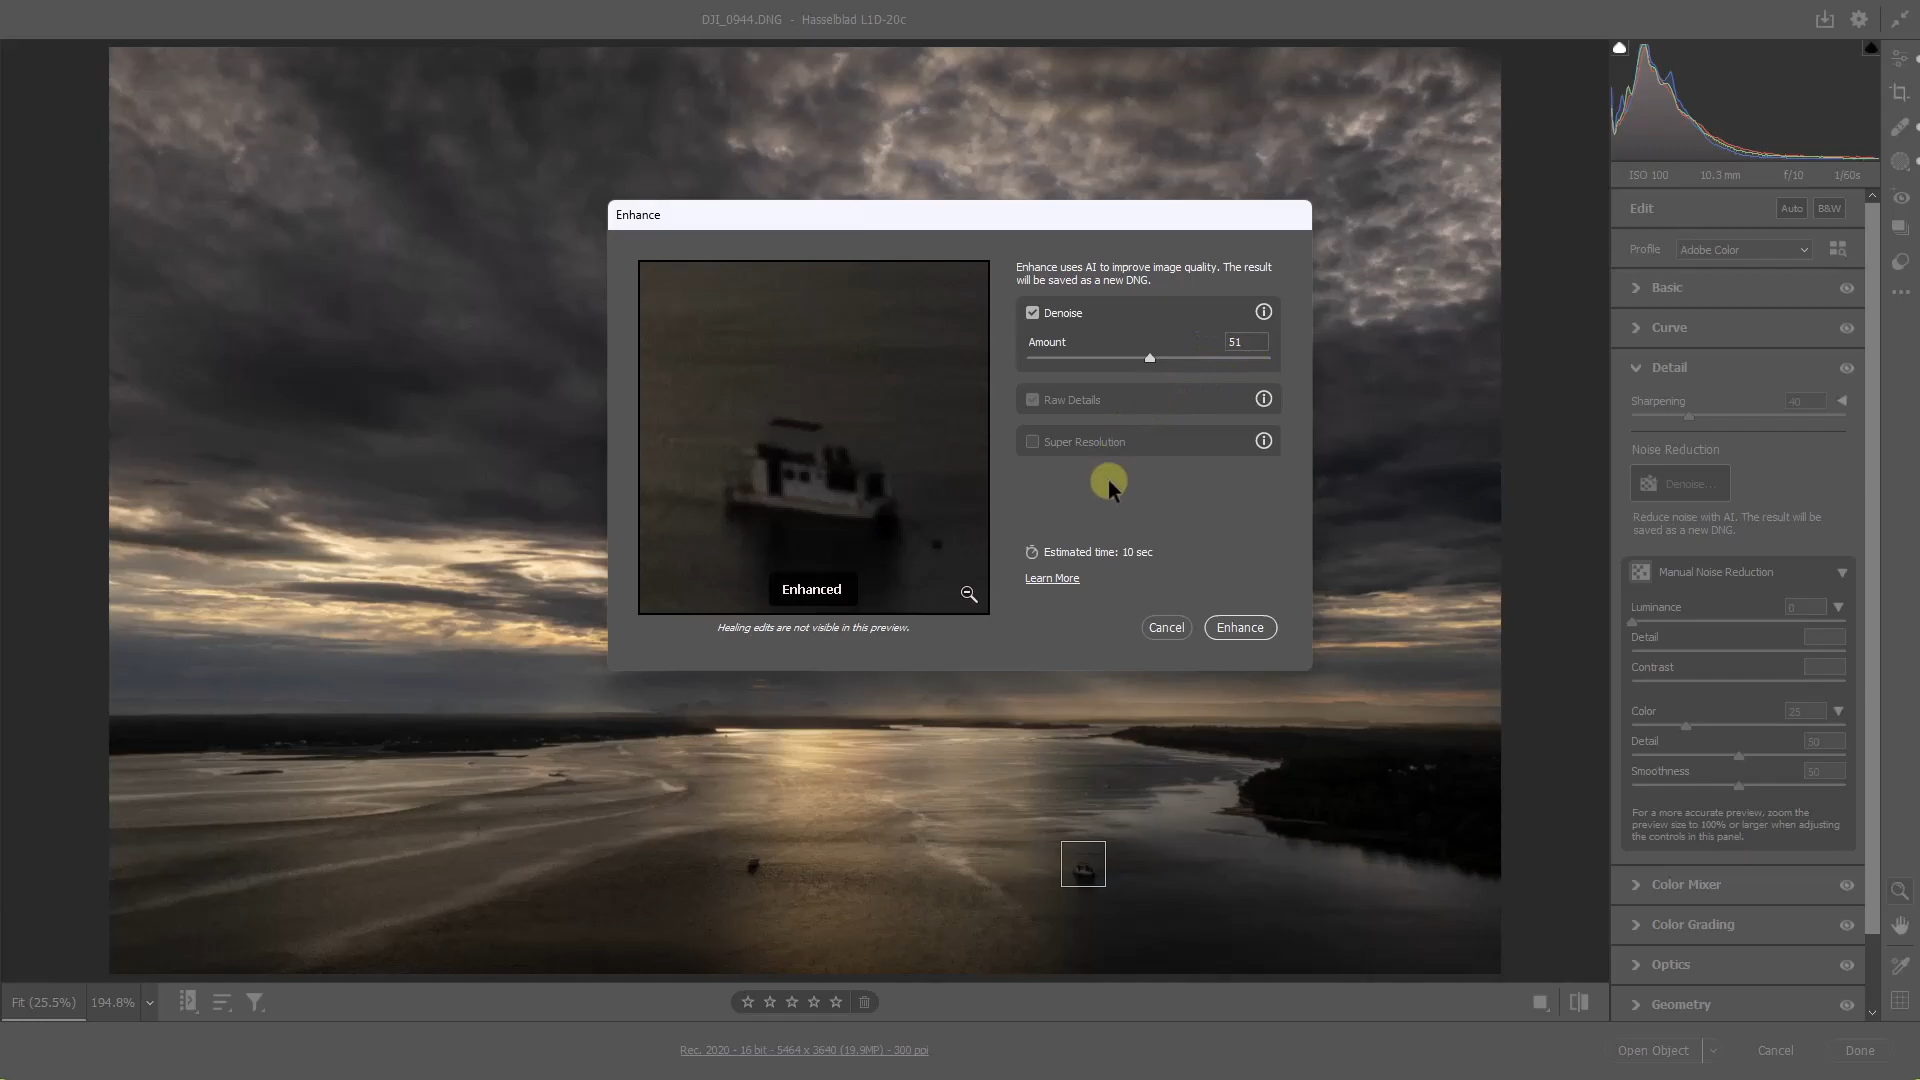 DJI_0944.DNG - Hasselblad L1D-20c
ISO 100 10.3 mm f/10 1/60s
Edit Auto B&W
Profile Adobe Color
Basic
Curve
Detail
Sharpening 40
Noise Reduction
Denoise...
Reduce noise with AI. The result will be
saved as a new DNG.
Manual Noise Reduction
Luminance 0
Detail
Contrast
Color 25
Detail 50
Smoothness 50
For a more accurate preview, zoom the
preview size to 100% or larger when adjusting
the controls in this panel.
Color Mixer
Color Grading
Optics
Geometry
Enhance
Enhance uses AI to improve image quality. The result
will be saved as a new DNG.
Denoise
Amount 51
Raw Details
Super Resolution
Estimated time: 10 sec
Learn More
Enhanced
Healing edits are not visible in this preview.
Cancel Enhance
Fit (25.5%) 194.8%
Rec. 2020 - 16 bit - 5464 x 3640 (19.9MP) - 300 ppi
Open Object Cancel Done